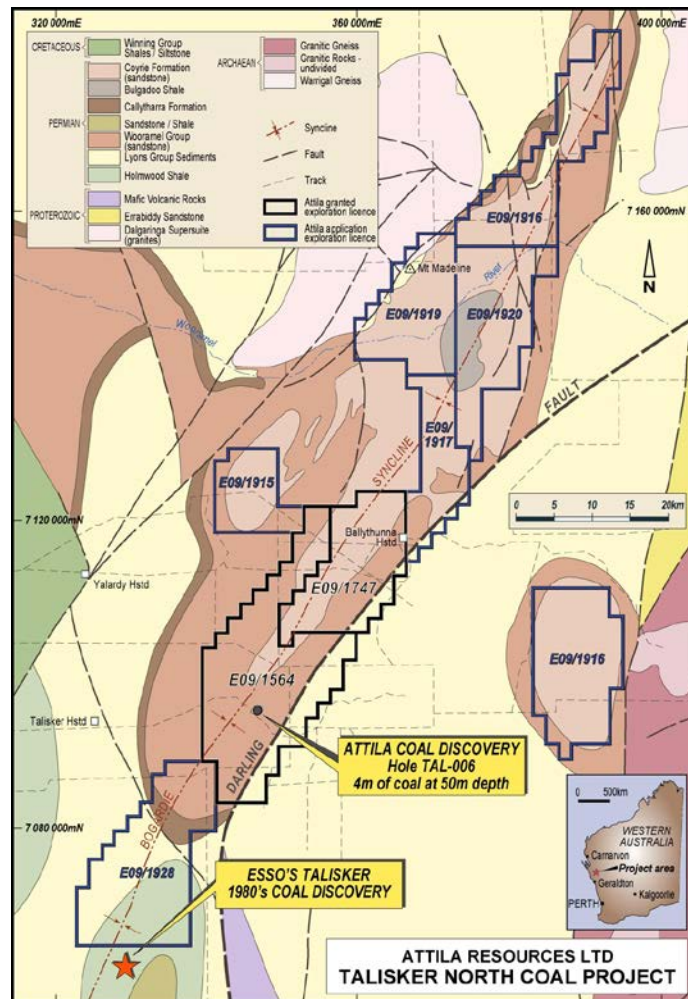 320 000mE
360 000mE
400 000mE
CRETACEOUS
Winning Group
Shales / Siltstone
Coyrie Formation
(sandstone)
Bulgadoo Shale
Callytharra Formation
PERMIAN
Sandstone / Shale
Wooramel Group
(sandstone)
Lyons Group Sediments
Holmwood Shale
Mafic Volcanic Rocks
PROTEROZOIC
Errabiddy Sandstone
Dalgaringa Supersuite
(granites)
ARCHAEAN
Granitic Gneiss
Granitic Rocks -
undivided
Warrigal Gneiss
Syncine
Fault
Track
Attila granted
exploration licence
Attila application
exploration licence
E09/1916
7 160 000mN
N
Mt Madeline
River
Wooramel
E09/1919
E09/1920
FAULT
E09/
1917
SYNCLINE
E09/1915
0 5 10 15 20km
7 120 000mN
Ballythunna
Hstd
Yalardy Hstd
E09/1747
E09/1916
E09/1564
Talisker Hstd
DARLING
ATTILA COAL DISCOVERY
Hole TAL-006
4m of coal at 50m depth
7 080 000mN
BOGARDIE
E09/1928
ESSO'S TALISKER
1980's COAL DISCOVERY
0 500km
N
WESTERN
AUSTRALIA
Carnarvon
Project area
Geraldton
Kalgoorlie
PERTH
ATTILA RESOURCES LTD
TALISKER NORTH COAL PROJECT